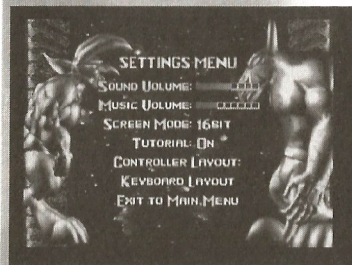 SETTINGS MENU
SOUND VOLUME:
MUSIC VOLUME:
SCREEN MODE: 16BIT
TUTORIAL: ON
CONTROLLER LAYOUT:
KEYBOARD LAYOUT
EXIT TO MAIN MENU